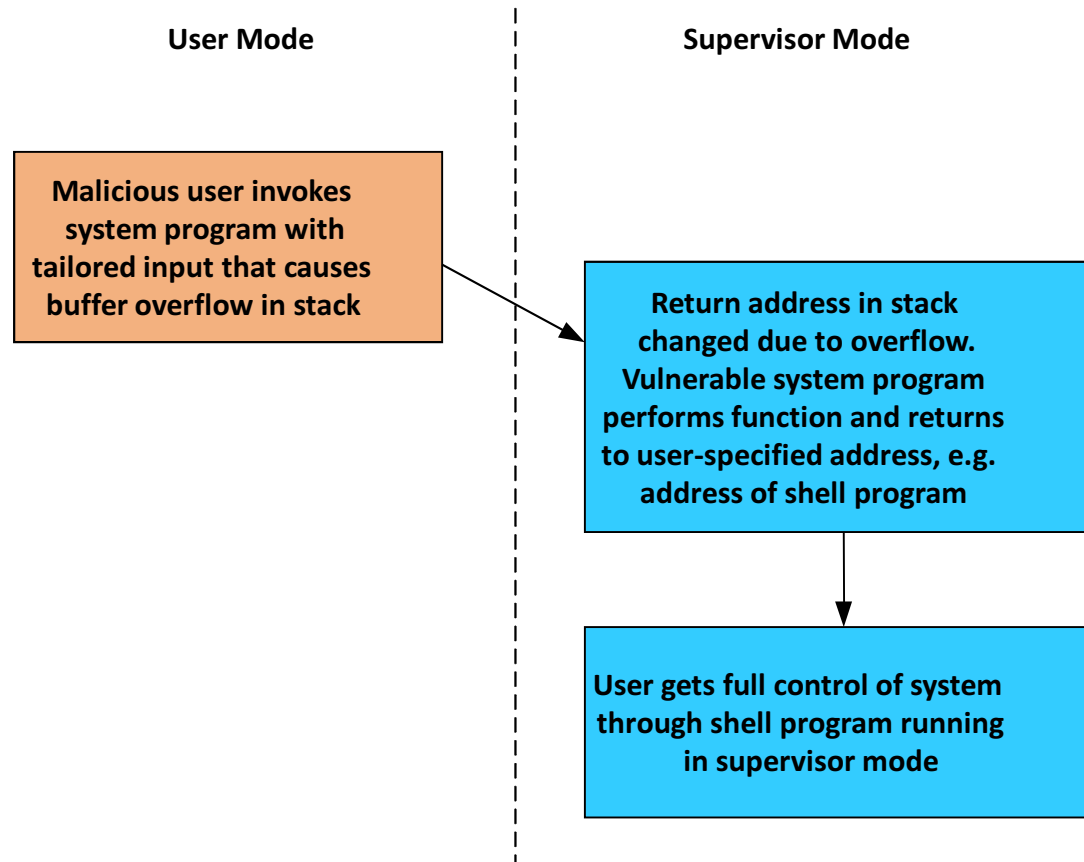 User Mode
Supervisor Mode
Malicious user invokes
system program with
tailored input that causes
buffer overflow in stack
Return address in stack
changed due to overflow.
Vulnerable system program
performs function and returns
to user-specified address, e.g.
address of shell program
User gets full control of system
through shell program running
in supervisor mode